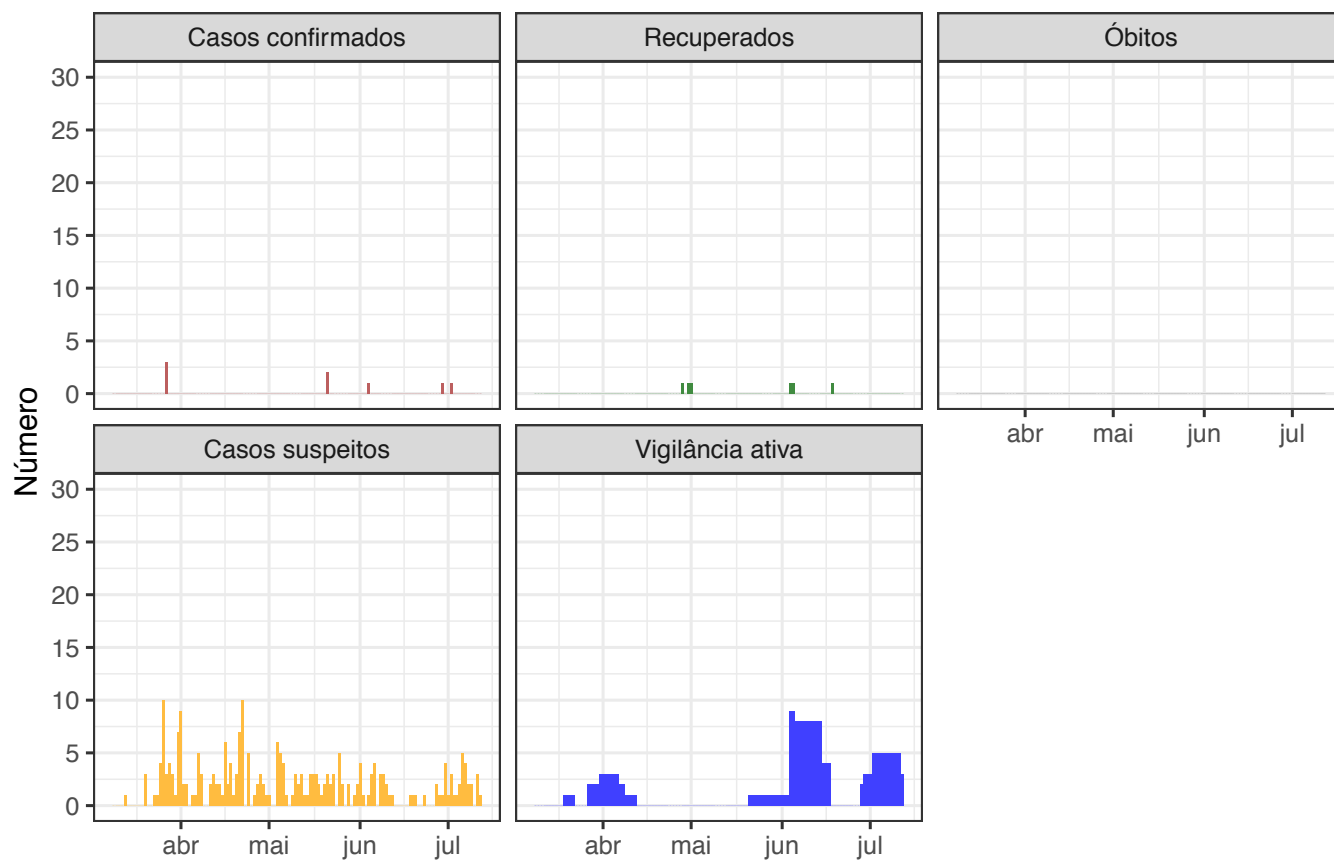 Casos confirmados
Recuperados
Óbitos
30
25
20
15
10
5
0
abr mai jun jul
Número
Casos suspeitos
Vigilância ativa
30
25
20
15
10
5
0
abr mai jun jul
abr mai jun jul